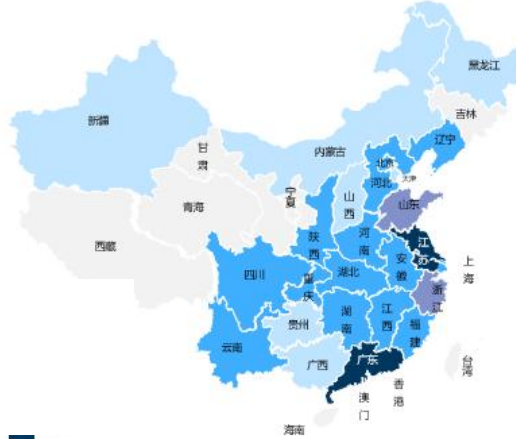 黑龙江
吉林
新疆
辽宁
甘肃
内蒙古
北京
天津
河北
宁夏
山西
青海
山东
陕西
河南
江苏
西藏
安徽
上海
四川
重庆
湖北
浙江
湖南
江西
贵州
福建
云南
广西
广东
台湾
香港
澳门
海南